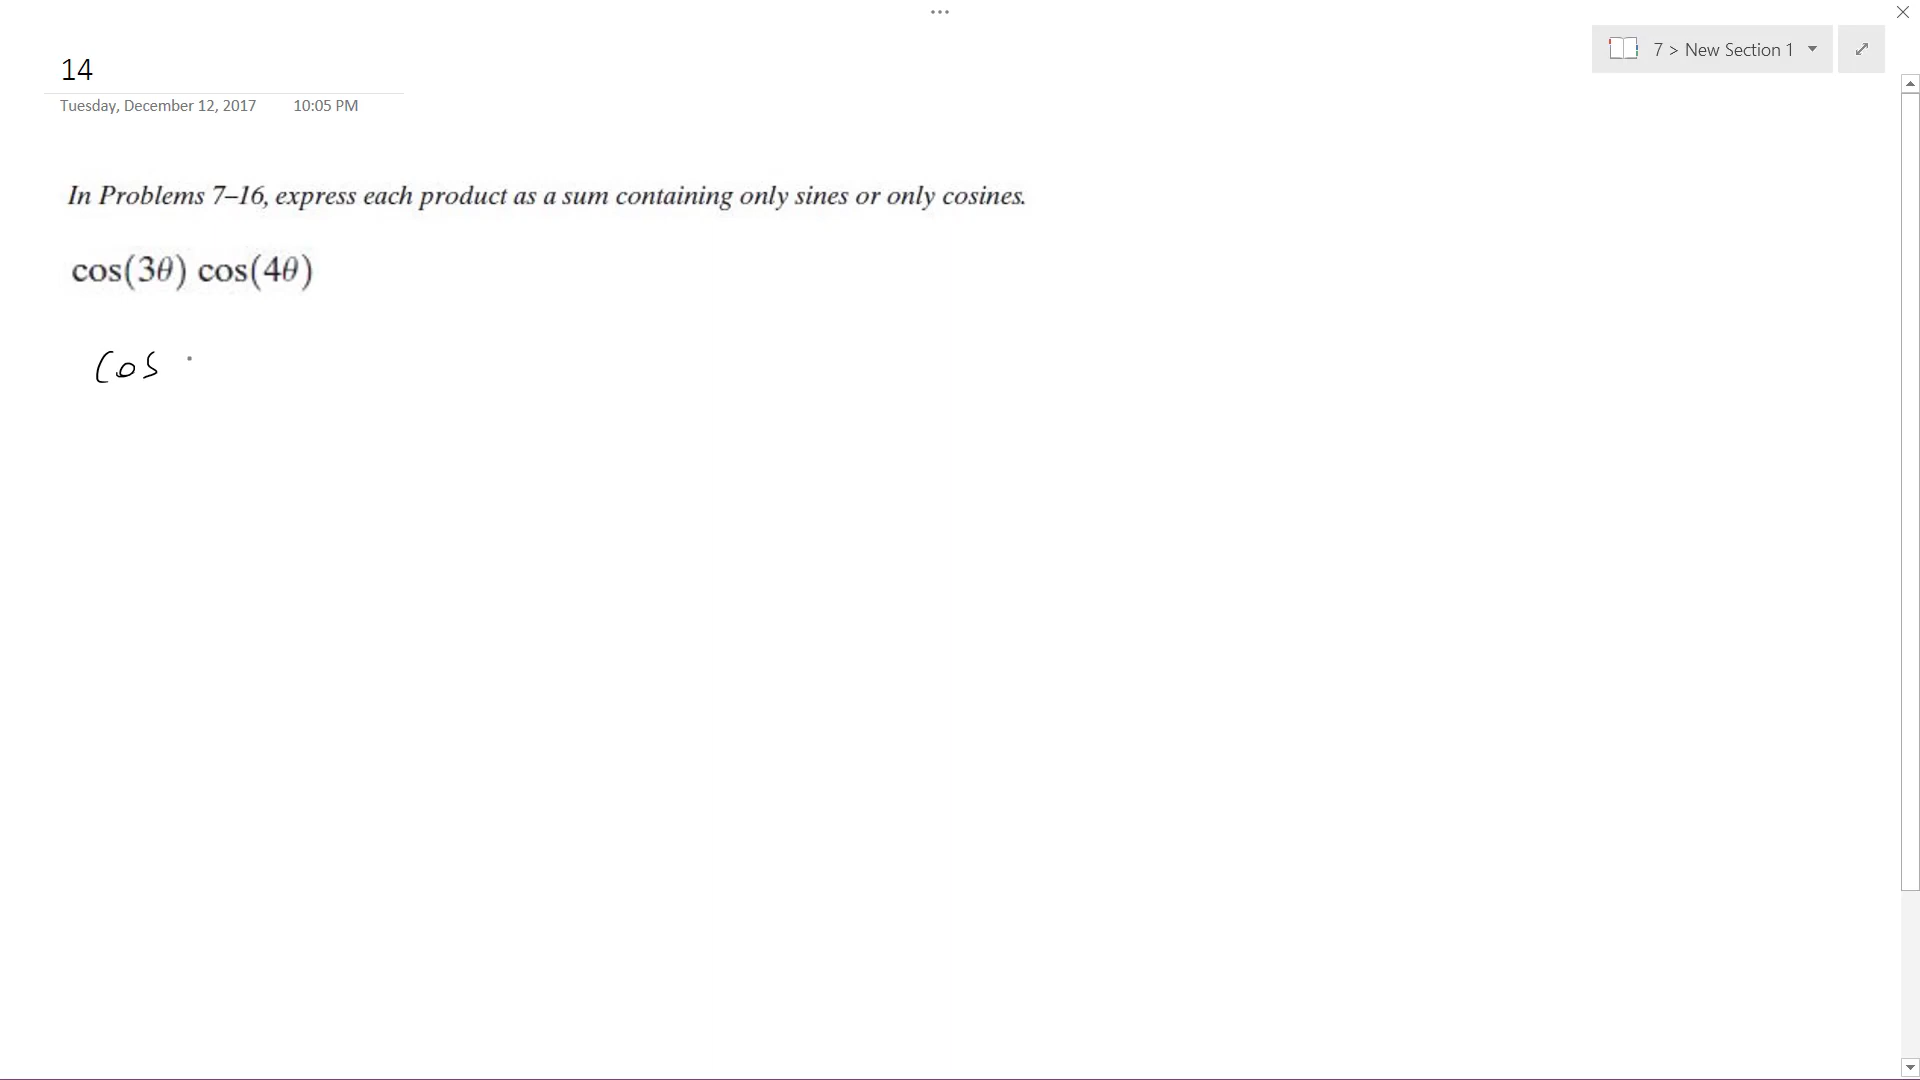 7 > New Section 1
14
Tuesday, December 12, 2017 10:05 PM
In Problems 7–16, express each product as a sum containing only sines or only cosines.
cos(3θ) cos(4θ)
Cos